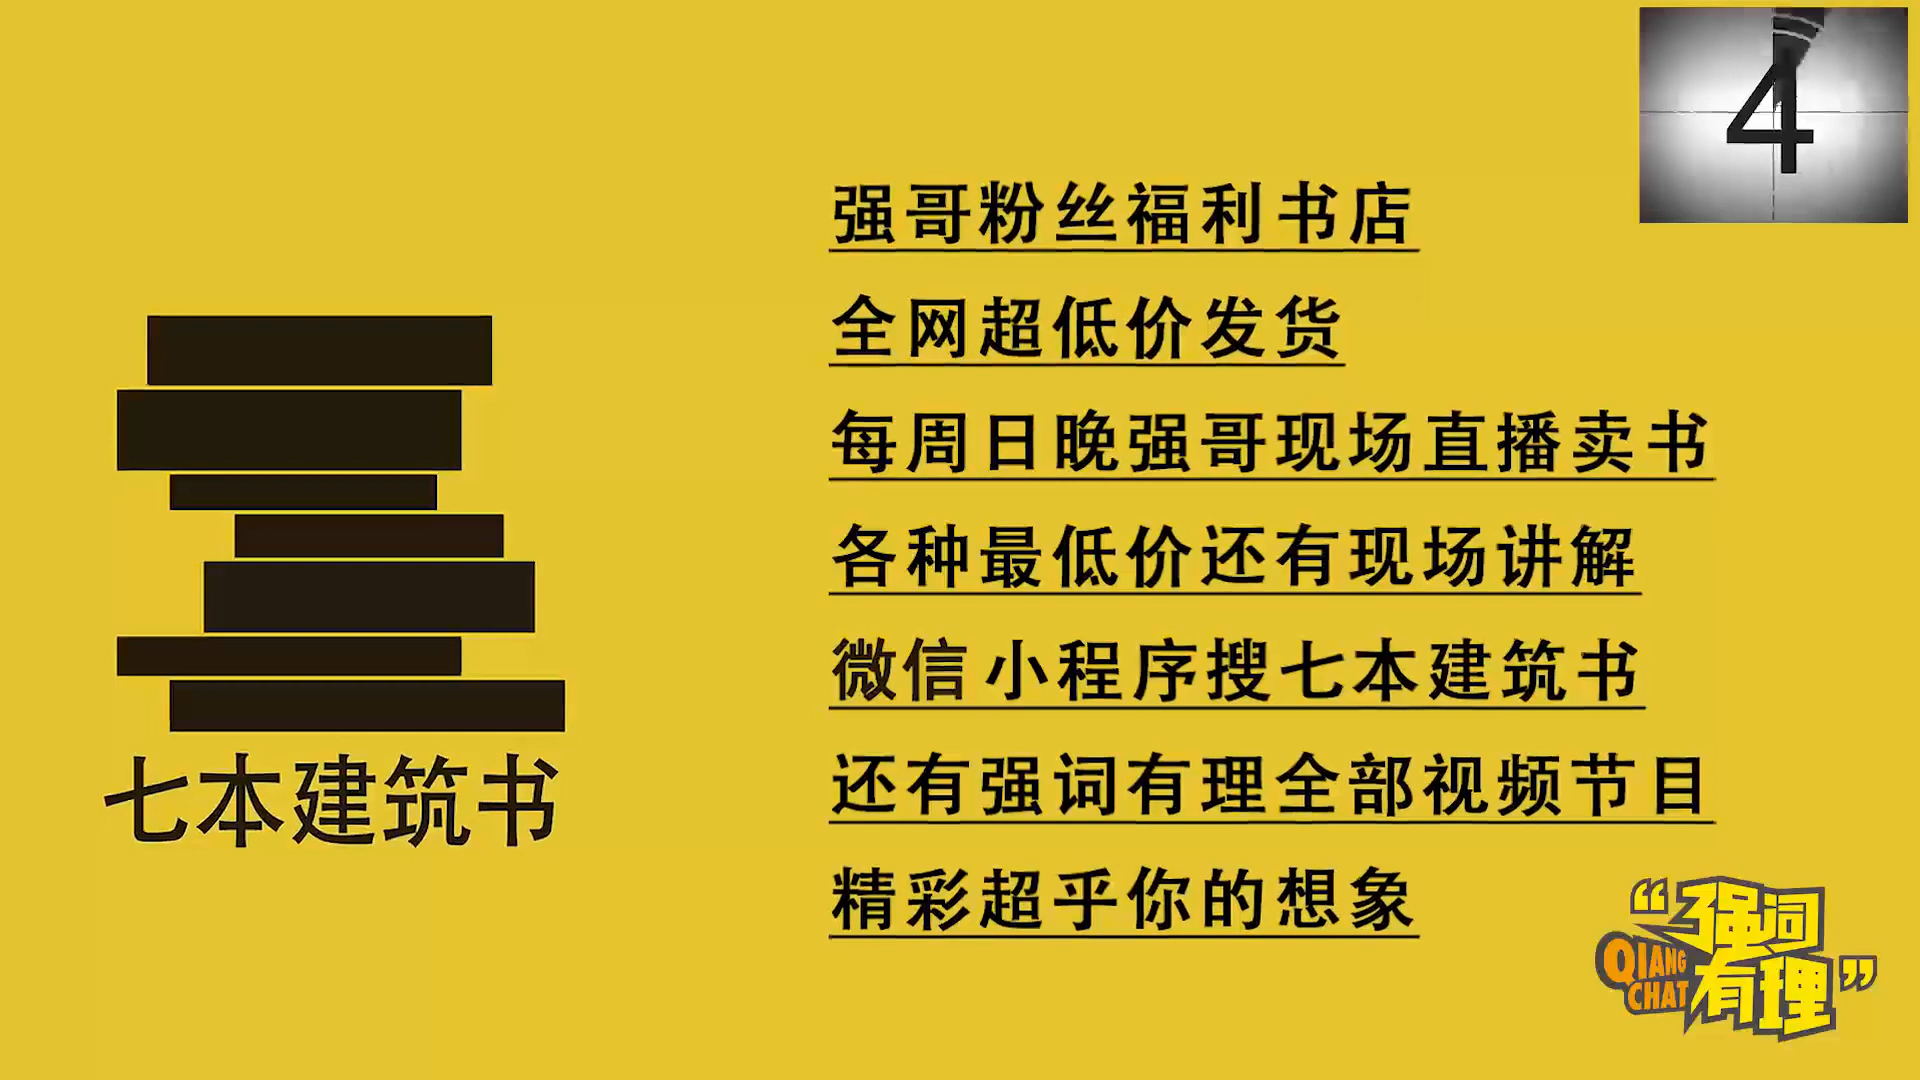 4
强哥粉丝福利书店
全网超低价发货
每周日晚强哥现场直播卖书
各种最低价还有现场讲解
微信小程序搜七本建筑书
还有强词有理全部视频节目
精彩超乎你的想象
七本建筑书
“强词
有理”
QIANG
CHAT